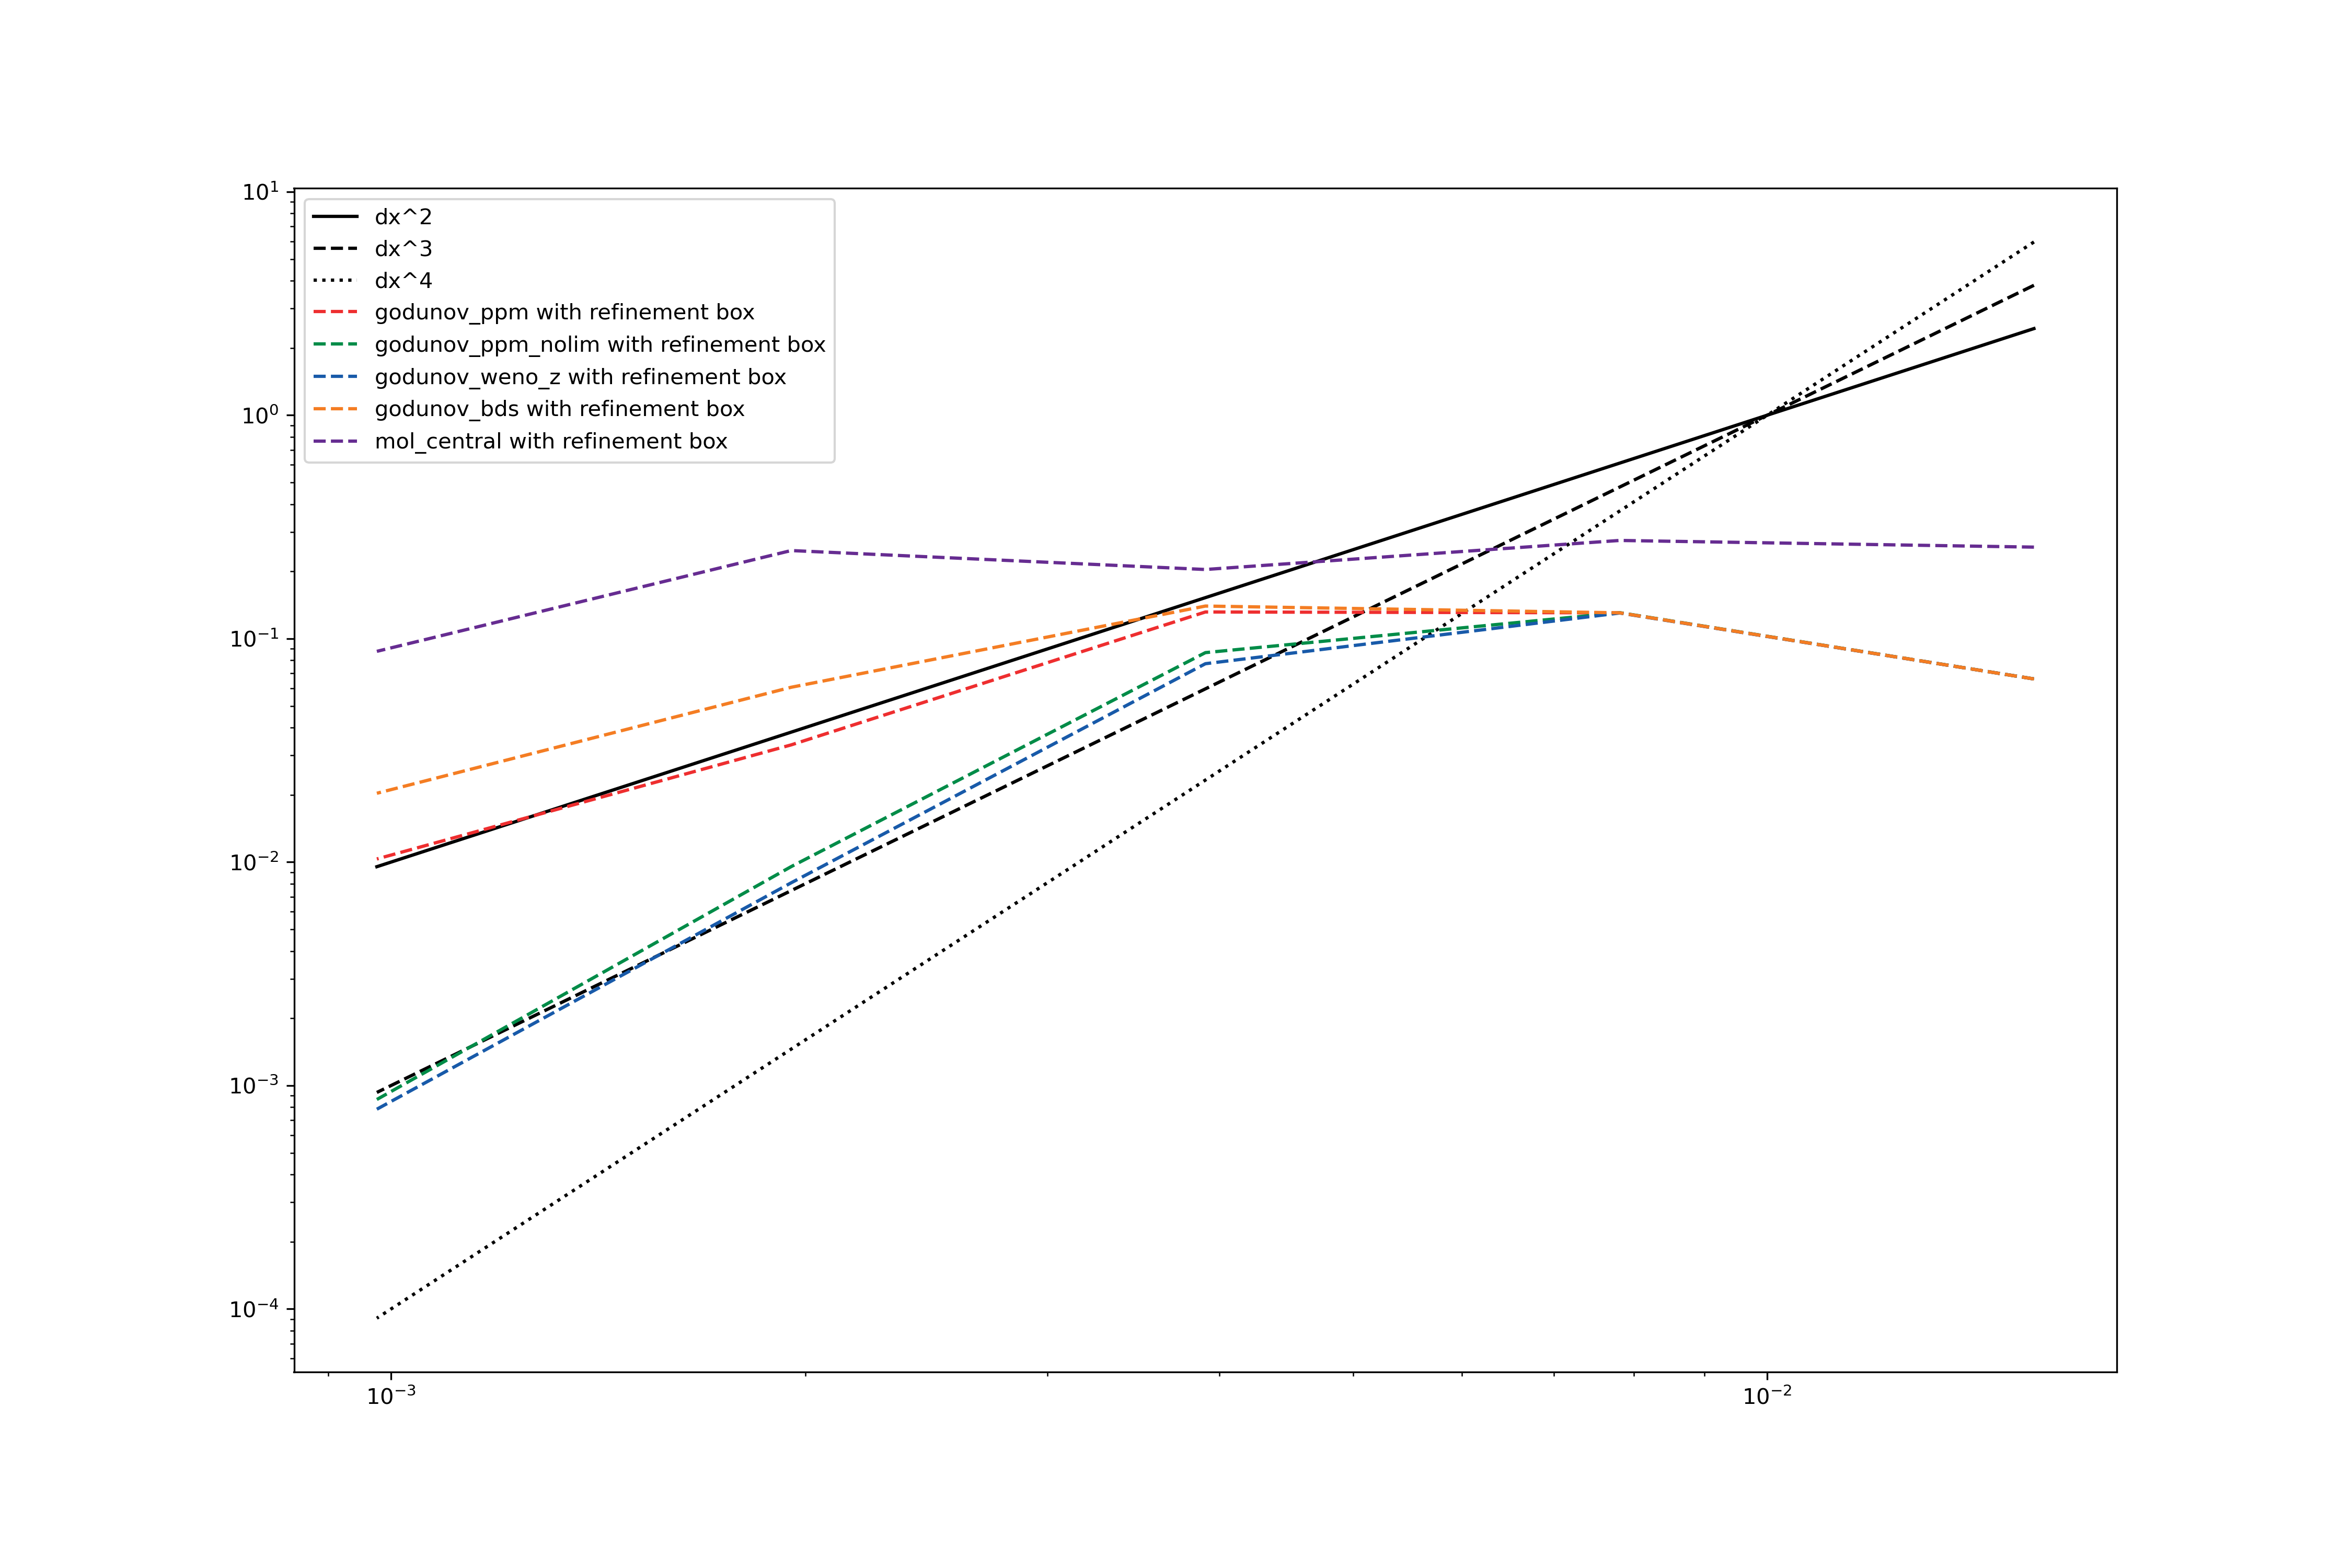 10^1
10^0
10^-1
10^-2
10^-3
10^-4
dx^2
dx^3
dx^4
godunov_ppm with refinement box
godunov_ppm_nolim with refinement box
godunov_weno_z with refinement box
godunov_bds with refinement box
mol_central with refinement box
10^-3
10^-2